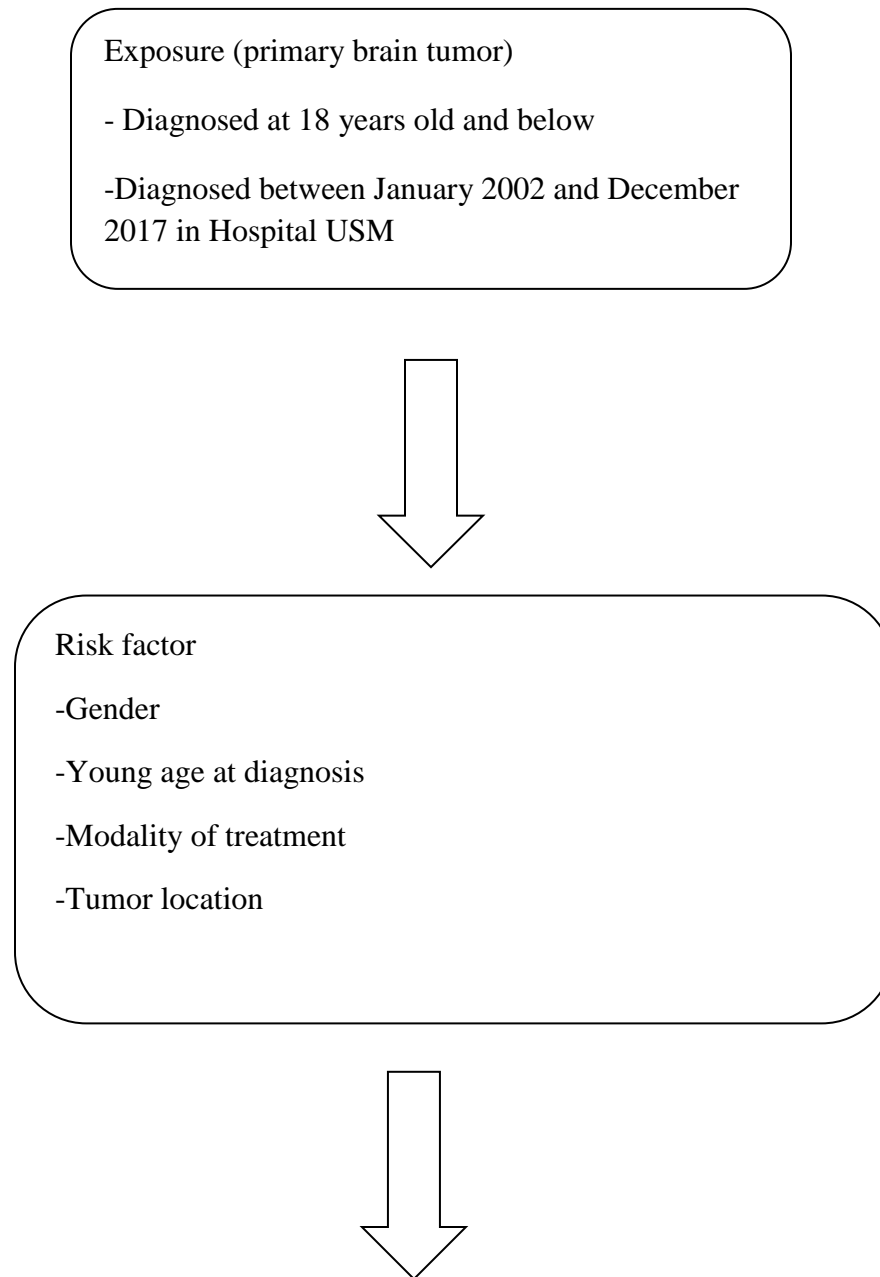 Exposure (primary brain tumor)
- Diagnosed at 18 years old and below
-Diagnosed between January 2002 and December
2017 in Hospital USM
Risk factor
-Gender
-Young age at diagnosis
-Modality of treatment
-Tumor location